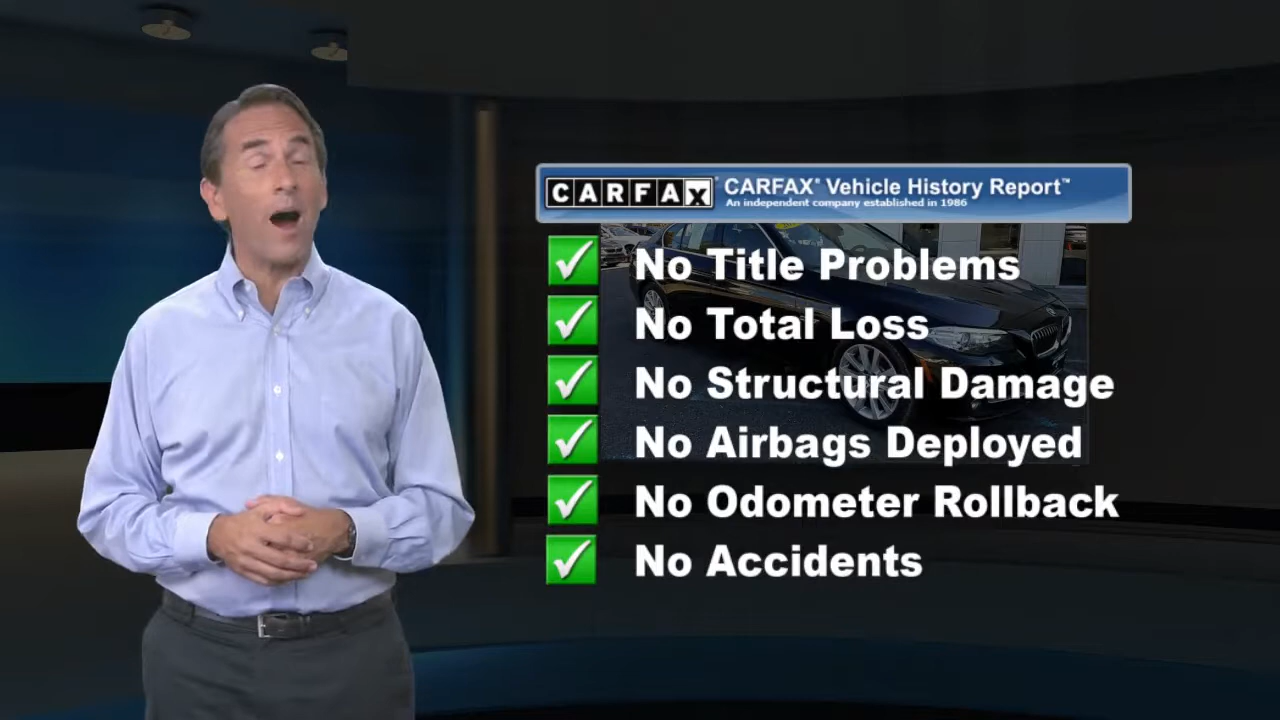 CARFAX® CARFAX® Vehicle History Report™
An independent company established in 1986
No Title Problems
No Total Loss
No Structural Damage
No Airbags Deployed
No Odometer Rollback
No Accidents